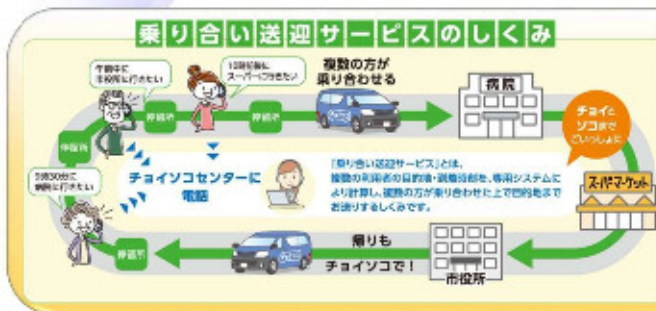 乗り合い送迎サービスのしくみ
午前中に
市役所に行きたい
10時前後に
スーパーに行きたい
複数の方が
乗り合わせる
病院
停留所
停留所
停留所
チョイと
ソコまで
ごいっしょに
9時30分に
病院に行きたい
チョイソコセンターに
電話
「乗り合い送迎サービス」とは、
複数の利用者の目的地・到着時刻を、専用システムに
より計算し、複数の方が乗り合わせた上で目的地まで
お送りするしくみです。
スーパーマーケット
停留所
帰りも
チョイソコで!
市役所